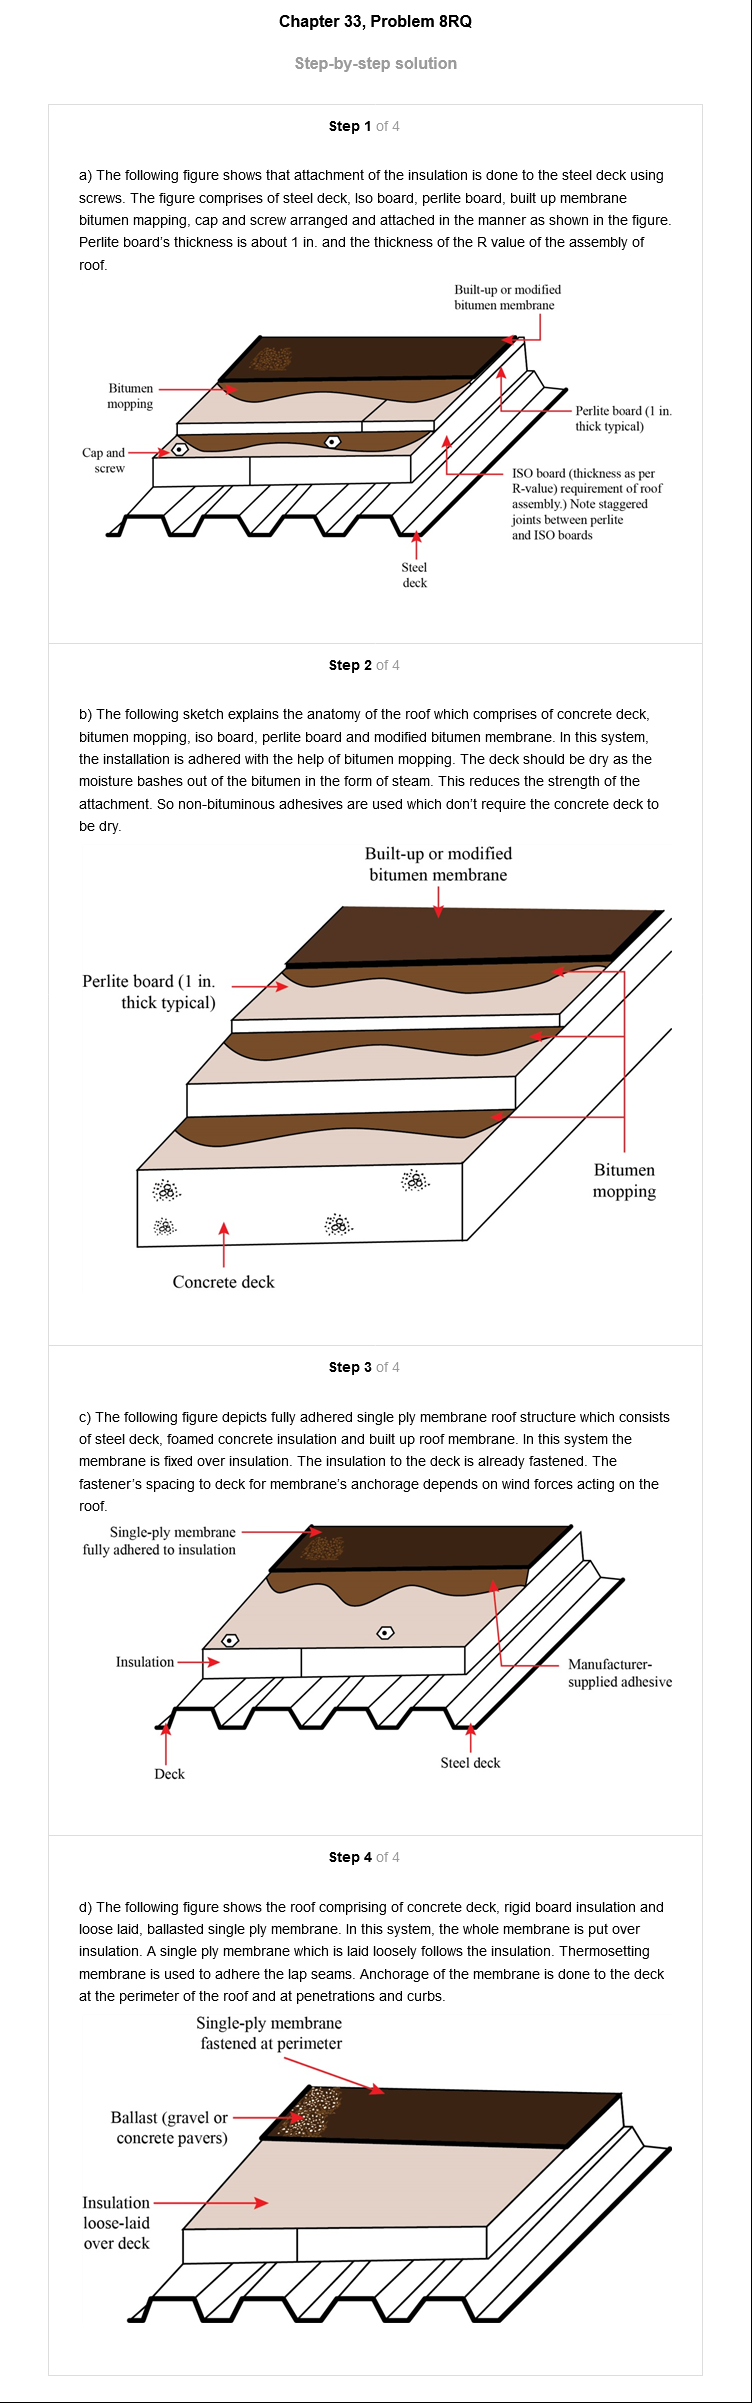 Chapter 33, Problem 8RQ
Step-by-step solution
Step 1 of 4
a) The following figure shows that attachment of the insulation is done to the steel deck using
screws. The figure comprises of steel deck, Iso board, perlite board, built up membrane
bitumen mapping, cap and screw arranged and attached in the manner as shown in the figure.
Perlite board's thickness is about 1 in. and the thickness of the R value of the assembly of
roof.
Built-up or modified
bitumen membrane
Bitumen
mopping
Perlite board (1 in.
thick typical)
Cap and
screw
ISO board (thickness as per
R-value) requirement of roof
assembly.) Note staggered
joints between perlite
and ISO boards
Steel
deck
Step 2 of 4
b) The following sketch explains the anatomy of the roof which comprises of concrete deck,
bitumen mopping, iso board, perlite board and modified bitumen membrane. In this system,
the installation is adhered with the help of bitumen mopping. The deck should be dry as the
moisture bashes out of the bitumen in the form of steam. This reduces the strength of the
attachment. So non-bituminous adhesives are used which don't require the concrete deck to
be dry.
Built-up or modified
bitumen membrane
Perlite board (1 in.
thick typical)
Bitumen
mopping
Concrete deck
Step 3 of 4
c) The following figure depicts fully adhered single ply membrane roof structure which consists
of steel deck, foamed concrete insulation and built up roof membrane. In this system the
membrane is fixed over insulation. The insulation to the deck is already fastened. The
fastener's spacing to deck for membrane's anchorage depends on wind forces acting on the
roof.
Single-ply membrane
fully adhered to insulation
Insulation
Manufacturer-
supplied adhesive
Steel deck
Deck
Step 4 of 4
d) The following figure shows the roof comprising of concrete deck, rigid board insulation and
loose laid, ballasted single ply membrane. In this system, the whole membrane is put over
insulation. A single ply membrane which is laid loosely follows the insulation. Thermosetting
membrane is used to adhere the lap seams. Anchorage of the membrane is done to the deck
at the perimeter of the roof and at penetrations and curbs.
Single-ply membrane
fastened at perimeter
Ballast (gravel or
concrete pavers)
Insulation
loose-laid
over deck